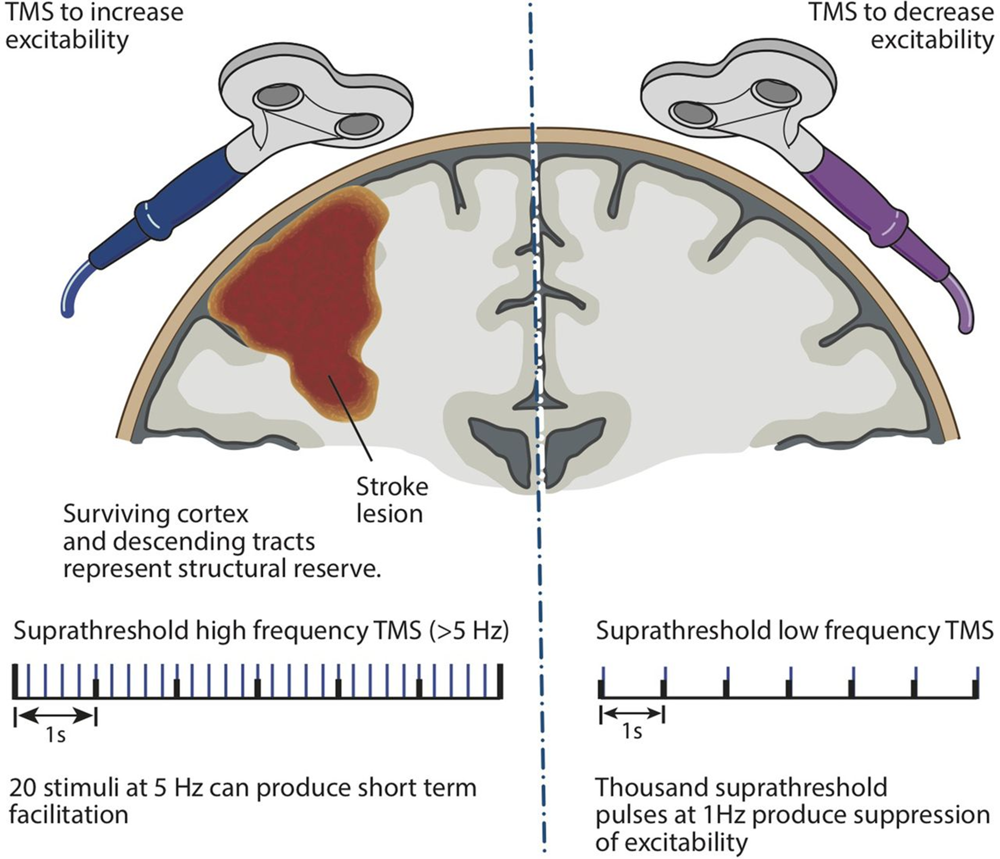 TMS to increase
excitability
TMS to decrease
excitability
Stroke
lesion
Surviving cortex
and descending tracts
represent structural reserve.
Suprathreshold high frequency TMS (>5 Hz)
1s
20 stimuli at 5 Hz can produce short term
facilitation
Suprathreshold low frequency TMS
1s
Thousand suprathreshold
pulses at 1Hz produce suppression
of excitability